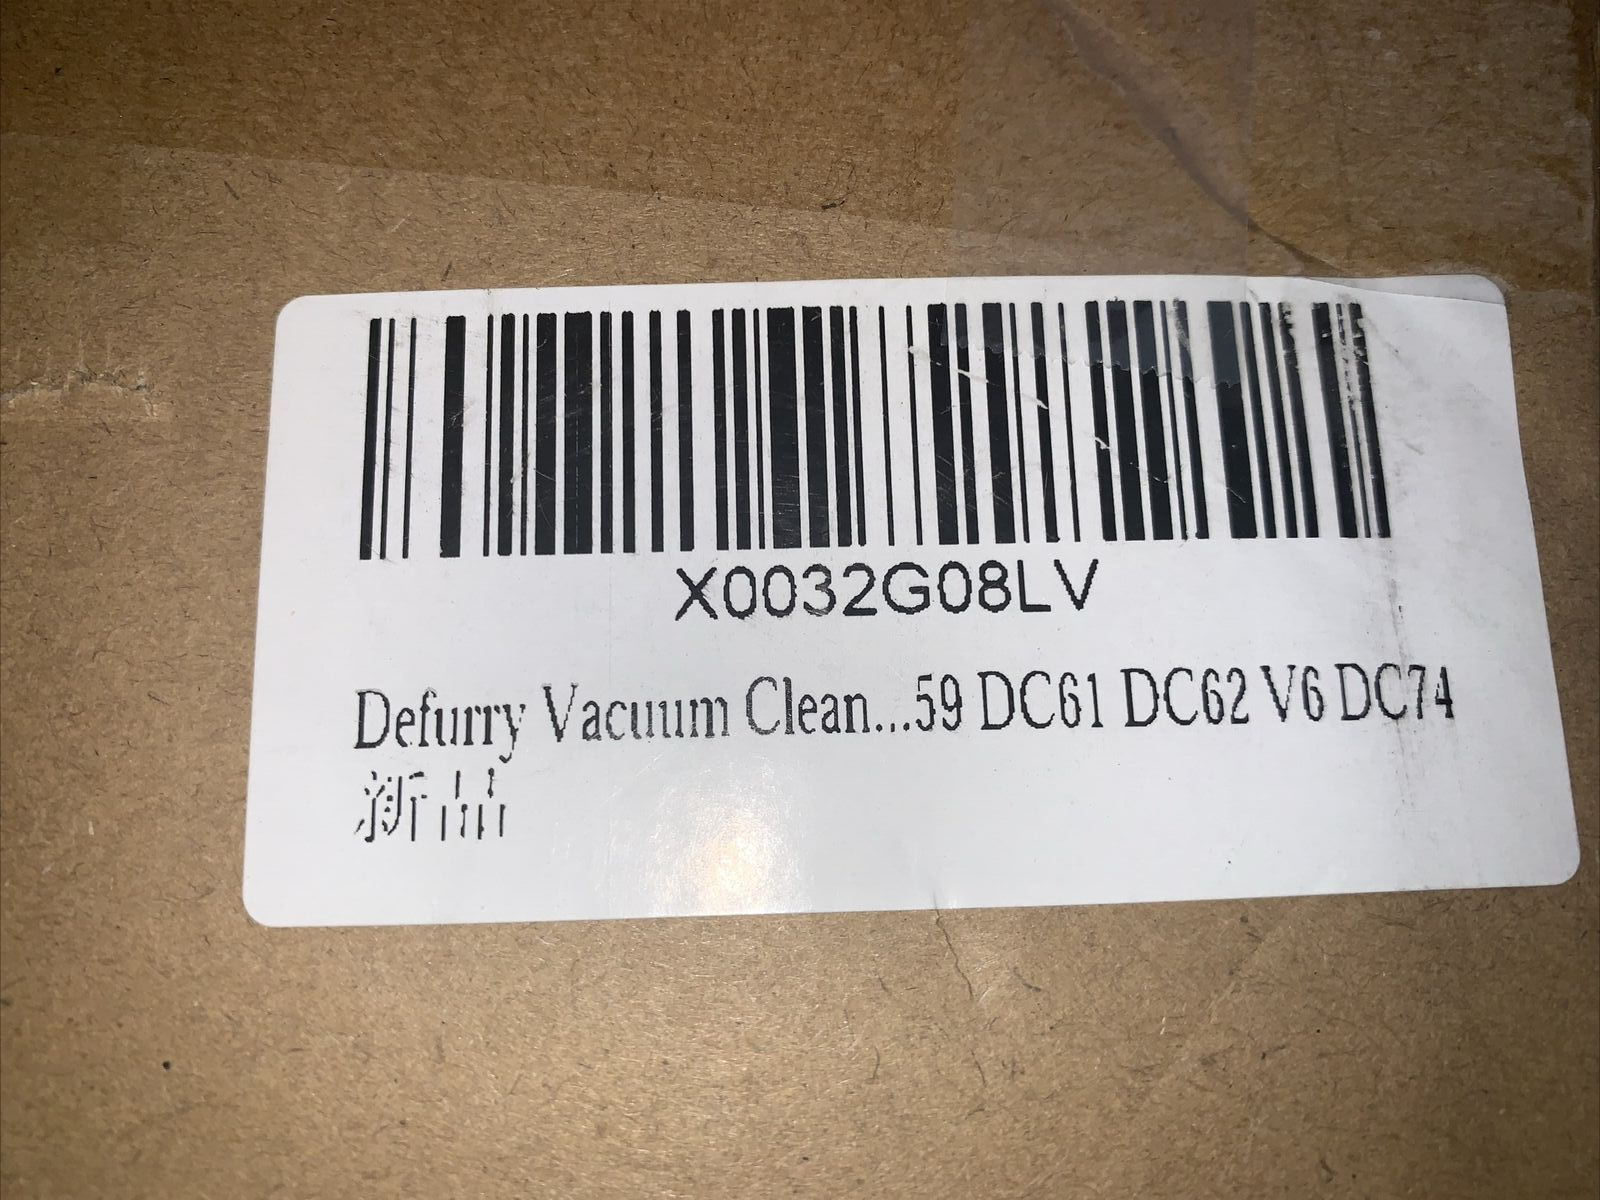 X0032G08LV
Defurry Vacuum Clean...59 DC61 DC62 V6 DC74
新品